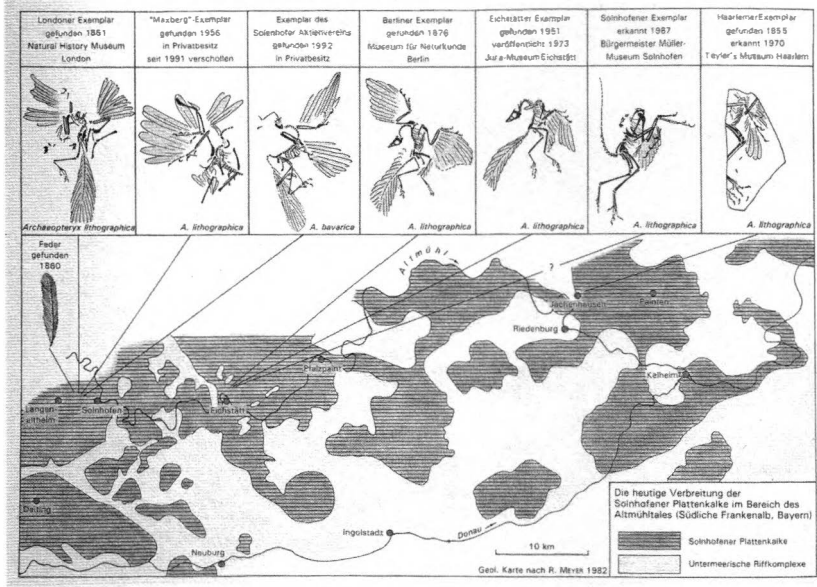 Londoner Exemplar
gefunden 1861
Natural History Museum
London
"Maxberg"-Exemplar
gefunden 1956
in Privatbesitz
seit 1991 verschollen
Exemplar des
Solenhofer Aktienvereins
gefunden 1992
in Privatbesitz
Berliner Exemplar
gefunden 1876
Museum für Naturkunde
Berlin
Eichstätter Exemplar
gefunden 1951
veröffentlicht 1973
Jura-Museum Eichstätt
Solnhofener Exemplar
erkannt 1987
Bürgermeister Müller-
Museum Solnhofen
Haarlemer Exemplar
gefunden 1855
erkannt 1970
Teyler's Museum Haarlem
Archaeopteryx lithographica
A. lithographica
A. bavarica
A. lithographica
A. lithographica
A. lithographica
A. lithographica
Feder
gefunden
1860
Altmühl
?
Jachenhausen
Painten
Riedenburg
Pfalzpaint
Kelheim
Langen-
altheim
Solnhofen
Eichstätt
Daiting
Ingolstadt
Donau
Neuburg
10 km
Die heutige Verbreitung der
Solnhofener Plattenkalke im Bereich des
Altmühltales (Südliche Frankenalb, Bayern)
Solnhofener Plattenkalke
Untermeerische Riffkomplexe
Geol. Karte nach R. MEYER 1982